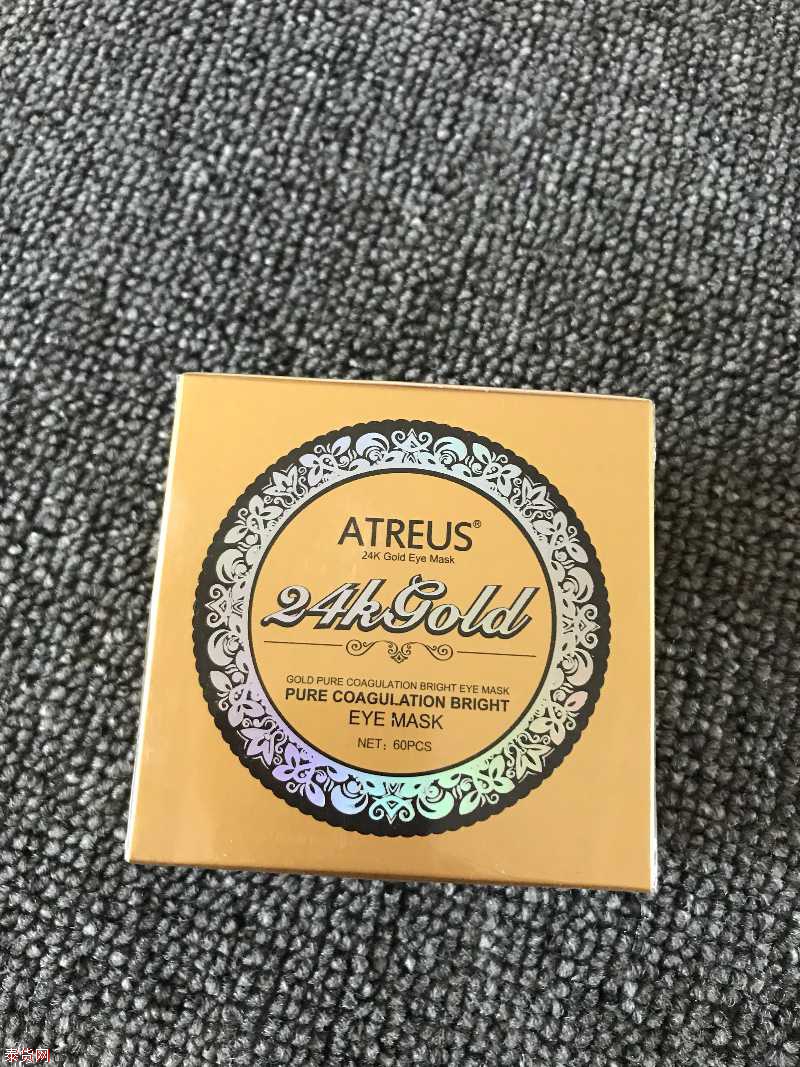 ATREUS®
24K Gold Eye Mask
24kGold
GOLD PURE COAGULATION BRIGHT EYE MASK
PURE COAGULATION BRIGHT
EYE MASK
NET：60PCS
泰货网